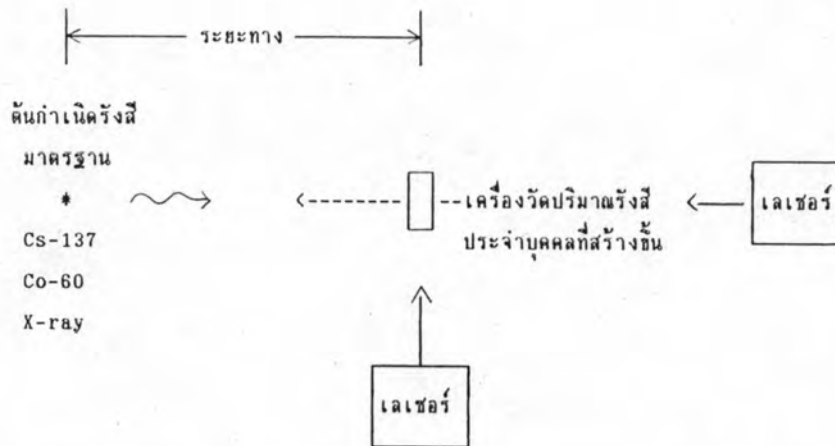 ระยะทาง
ต้นกำเนิดรังสี
มาตรฐาน
*
Cs-137
Co-60
X-ray
เครื่องวัดปริมาณรังสี
ประจำบุคคลที่สร้างขึ้น
เลเซอร์
เลเซอร์